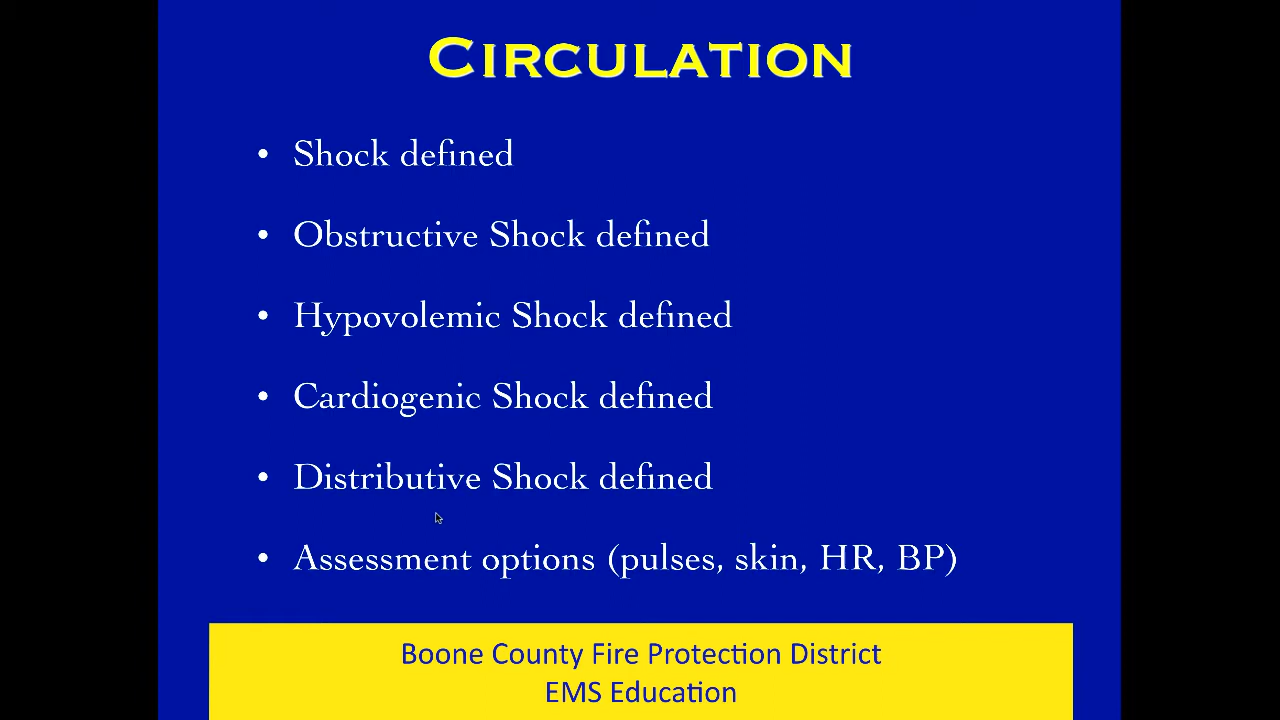 CIRCULATION
• Shock defined
• Obstructive Shock defined
• Hypovolemic Shock defined
• Cardiogenic Shock defined
• Distributive Shock defined
• Assessment options (pulses, skin, HR, BP)
Boone County Fire Protection District
EMS Education